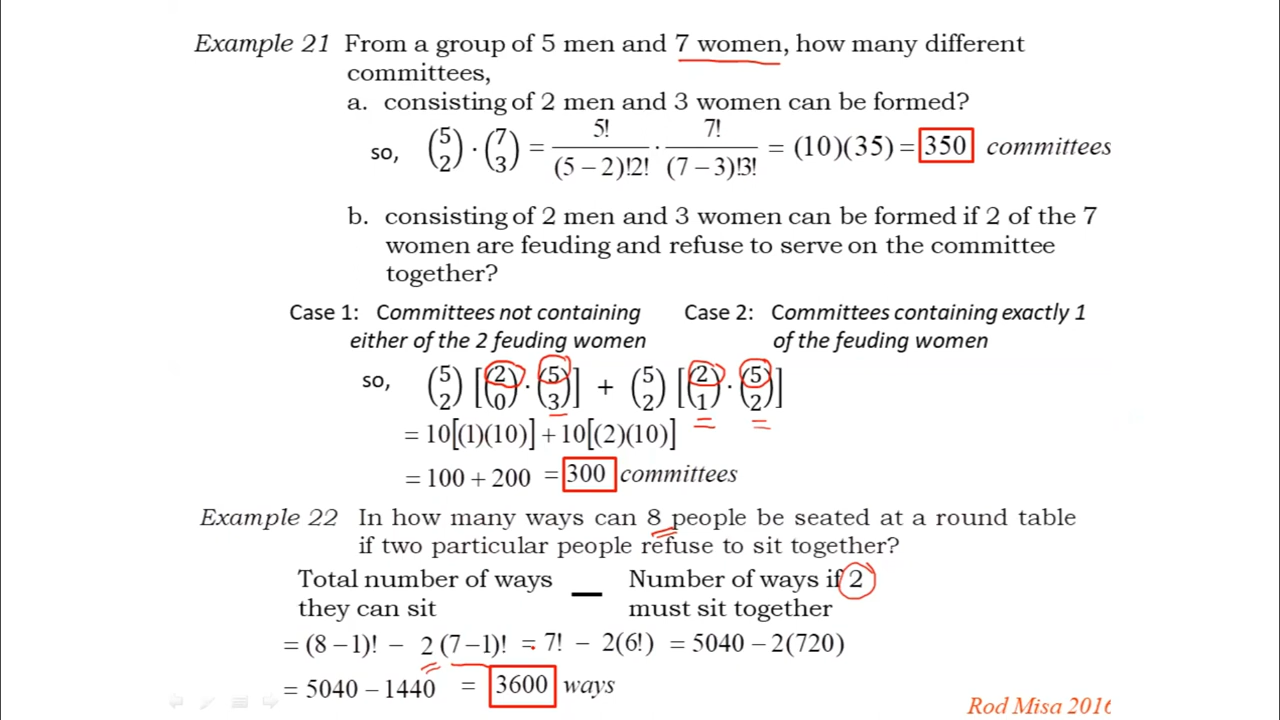 Example 21 From a group of 5 men and 7 women, how many different
committees,
a. consisting of 2 men and 3 women can be formed?
so, (5 2) · (7 3) = 5!/((5 − 2)!2!) · 7!/((7 − 3)!3!) = (10)(35) = 350 committees
b. consisting of 2 men and 3 women can be formed if 2 of the 7
women are feuding and refuse to serve on the committee
together?
Case 1: Committees not containing Case 2: Committees containing exactly 1
either of the 2 feuding women of the feuding women
so, (5 2) [(2 0) · (5 3)] + (5 2) [(2 1) · (5 2)]
= 10[(1)(10)] + 10[(2)(10)]
= 100 + 200 = 300 committees
Example 22 In how many ways can 8 people be seated at a round table
if two particular people refuse to sit together?
Total number of ways — Number of ways if 2
they can sit must sit together
= (8 − 1)! − 2 (7 − 1)! = 7! − 2(6!) = 5040 − 2(720)
= 5040 − 1440 = 3600 ways
Rod Misa 2016